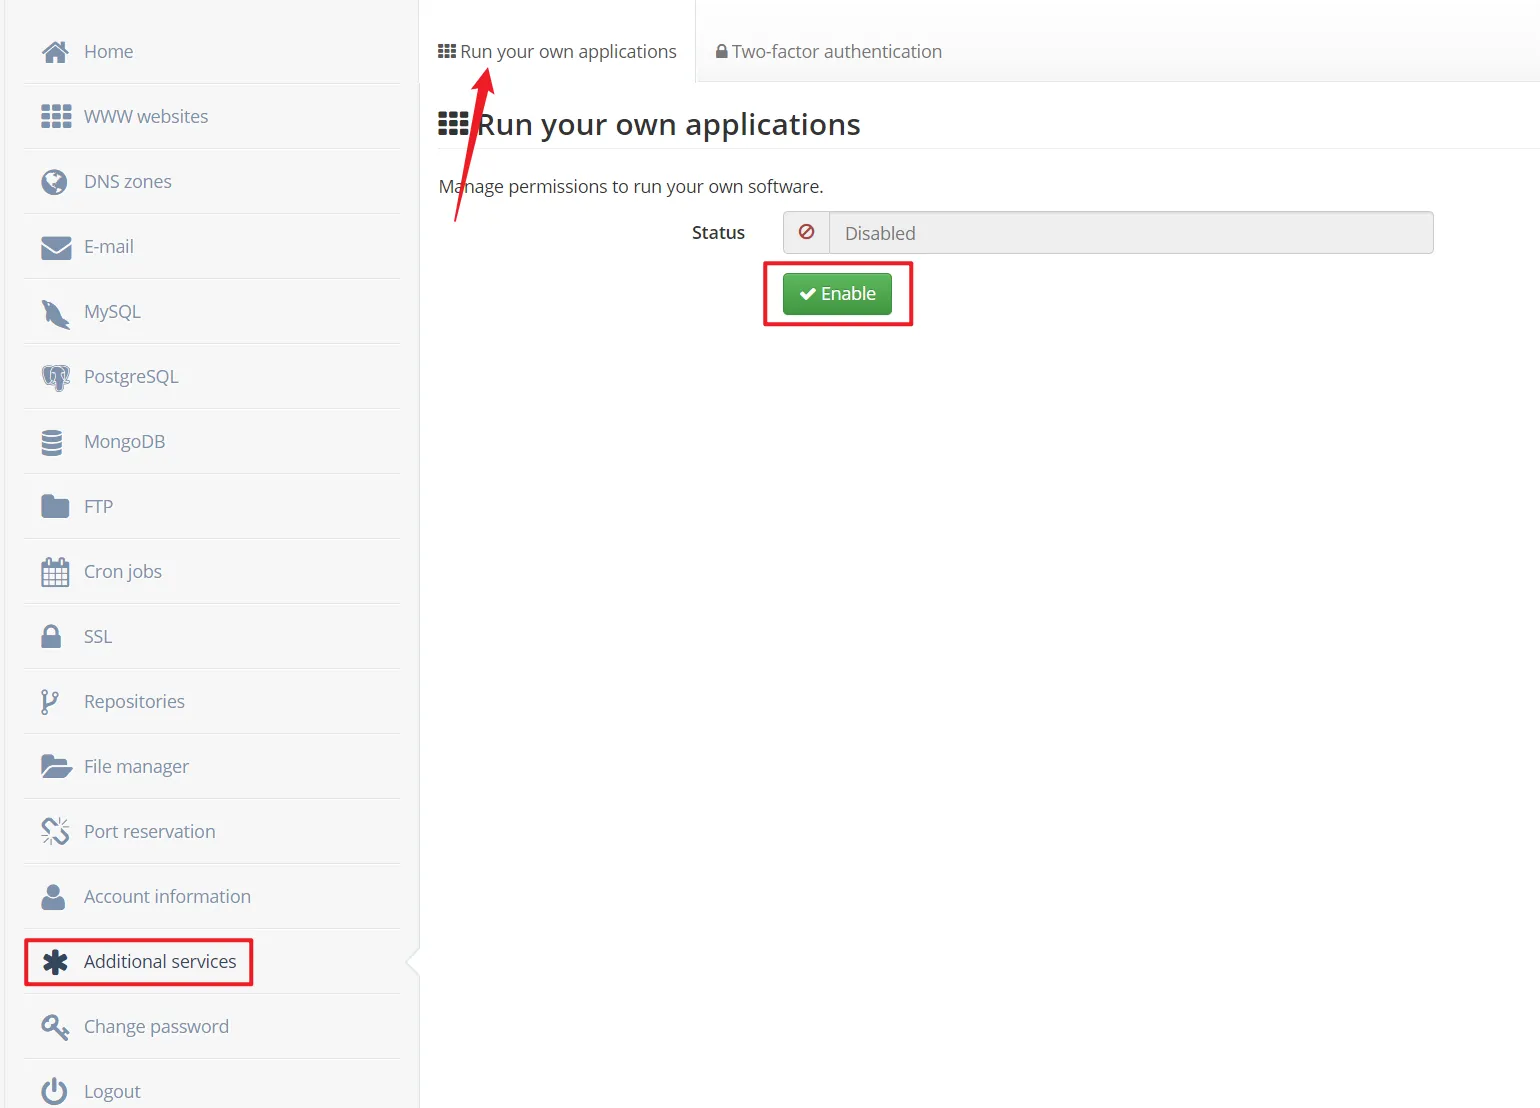 Home
WWW websites
DNS zones
E-mail
MySQL
PostgreSQL
MongoDB
FTP
Cron jobs
SSL
Repositories
File manager
Port reservation
Account information
Additional services
Change password
Logout
Run your own applications
Two-factor authentication
Run your own applications
Manage permissions to run your own software.
Status
Disabled
Enable